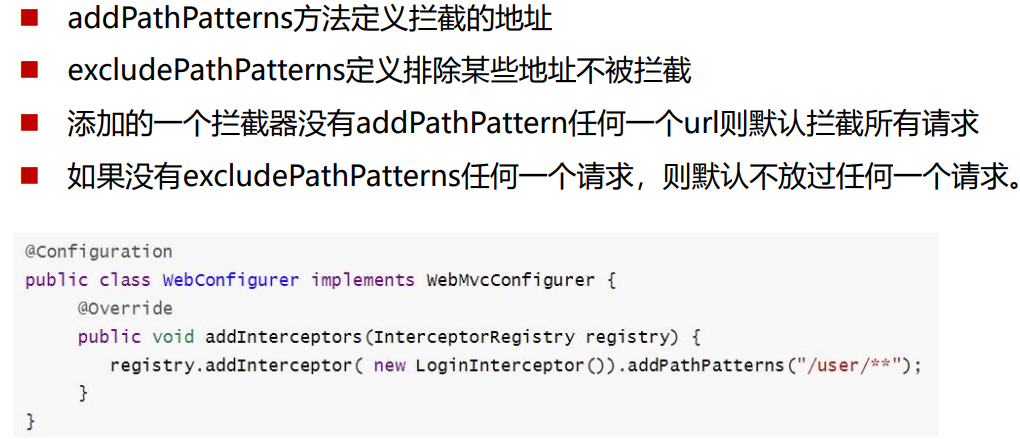 addPathPatterns方法定义拦截的地址
excludePathPatterns定义排除某些地址不被拦截
添加的一个拦截器没有addPathPattern任何一个url则默认拦截所有请求
如果没有excludePathPatterns任何一个请求，则默认不放过任何一个请求。
@Configuration
public class WebConfigurer implements WebMvcConfigurer {
@Override
public void addInterceptors(InterceptorRegistry registry) {
registry.addInterceptor( new LoginInterceptor()).addPathPatterns("/user/**");
}
}